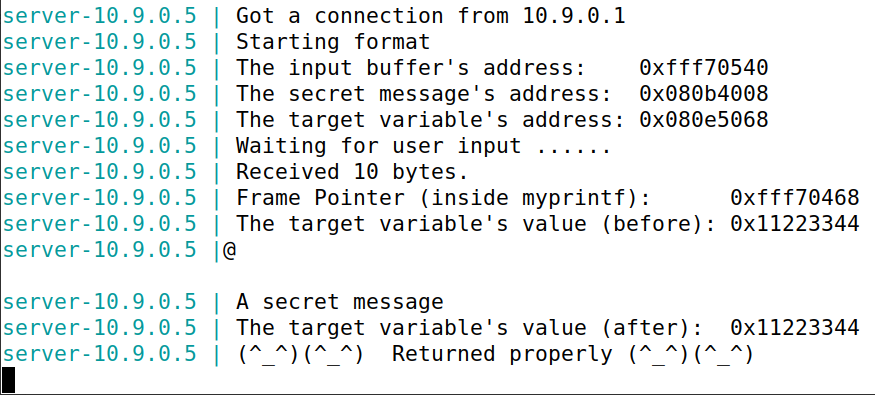 server-10.9.0.5 | Got a connection from 10.9.0.1
server-10.9.0.5 | Starting format
server-10.9.0.5 | The input buffer's address:    0xfff70540
server-10.9.0.5 | The secret message's address:  0x080b4008
server-10.9.0.5 | The target variable's address: 0x080e5068
server-10.9.0.5 | Waiting for user input ......
server-10.9.0.5 | Received 10 bytes.
server-10.9.0.5 | Frame Pointer (inside myprintf):      0xfff70468
server-10.9.0.5 | The target variable's value (before): 0x11223344
server-10.9.0.5 |@
server-10.9.0.5 | A secret message
server-10.9.0.5 | The target variable's value (after):  0x11223344
server-10.9.0.5 | (^_^)(^_^)  Returned properly (^_^)(^_^)